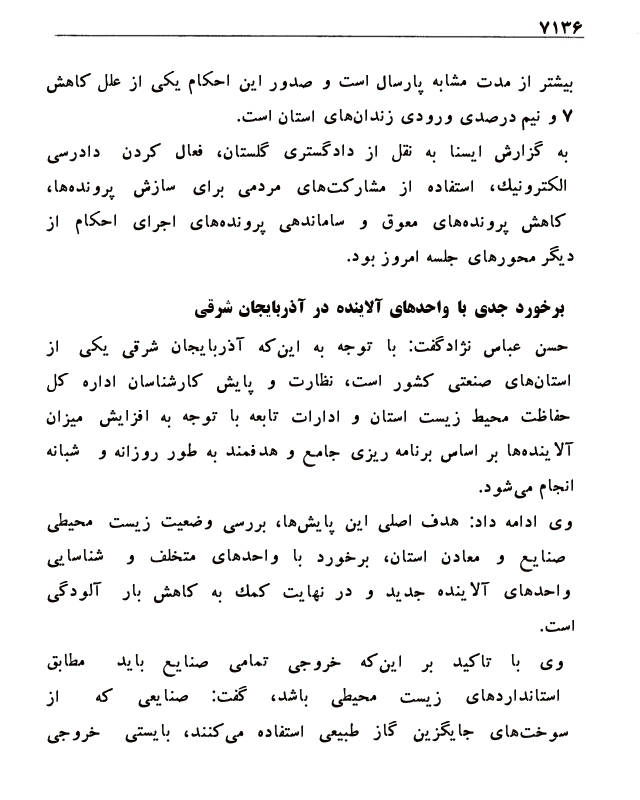 ۷۱۳۶
بیشتر از مدت مشابه پارسال است و صدور این احکام یکی از علل کاهش
۷ و نیم درصدی ورودی زندان‌های استان است.
به گزارش ایسنا به نقل از دادگستری گلستان، فعال کردن دادرسی
الکترونیك، استفاده از مشارکت‌های مردمی برای سازش پرونده‌ها،
کاهش پرونده‌های معوق و ساماندهی پرونده‌های اجرای احکام از
دیگر محورهای جلسه امروز بود.
برخورد جدی با واحدهای آلاینده در آذربایجان شرقی
حسن عباس نژادگفت: با توجه به این‌که آذربایجان شرقی یکی از
استان‌های صنعتی کشور است، نظارت و پایش کارشناسان اداره کل
حفاظت محیط زیست استان و ادارات تابعه با توجه به افزایش میزان
آلاینده‌ها بر اساس برنامه ریزی جامع و هدفمند به طور روزانه و شبانه
انجام می‌شود.
وی ادامه داد: هدف اصلی این پایش‌ها، بررسی وضعیت زیست محیطی
صنایع و معادن استان، برخورد با واحدهای متخلف و شناسایی
واحدهای آلاینده جدید و در نهایت کمك به کاهش بار آلودگی
است.
وی با تاکید بر این‌که خروجی تمامی صنایع باید مطابق
استانداردهای زیست محیطی باشد، گفت: صنایعی که از
سوخت‌های جایگزین گاز طبیعی استفاده می‌کنند، بایستی خروجی